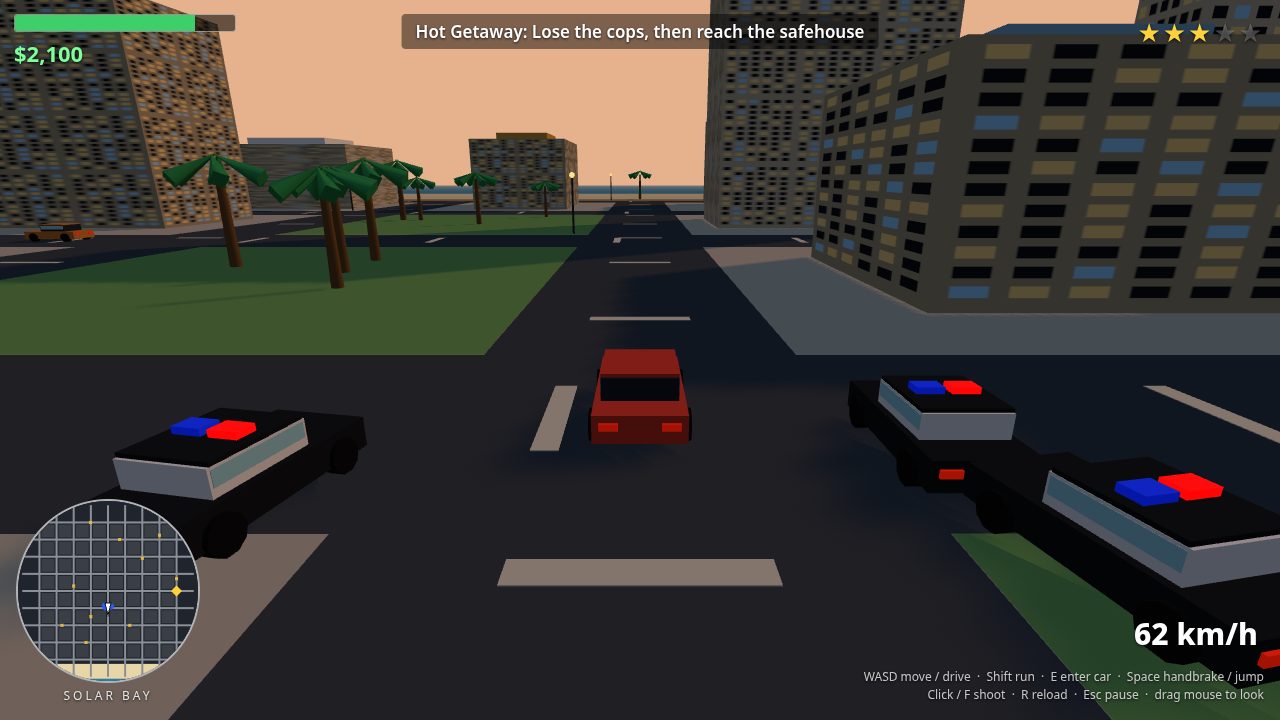 Hot Getaway: Lose the cops, then reach the safehouse
$2,100
62 km/h
WASD move / drive · Shift run · E enter car · Space handbrake / jump
Click / F shoot · R reload · Esc pause · drag mouse to look
SOLAR BAY